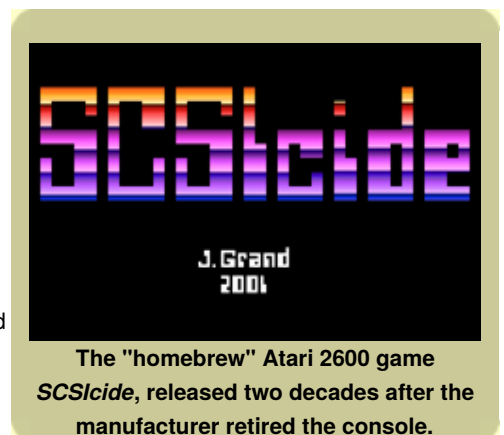 SCSIcide
J. Grand
2001
d
The "homebrew" Atari 2600 game
SCSIcide, released two decades after the
manufacturer retired the console.